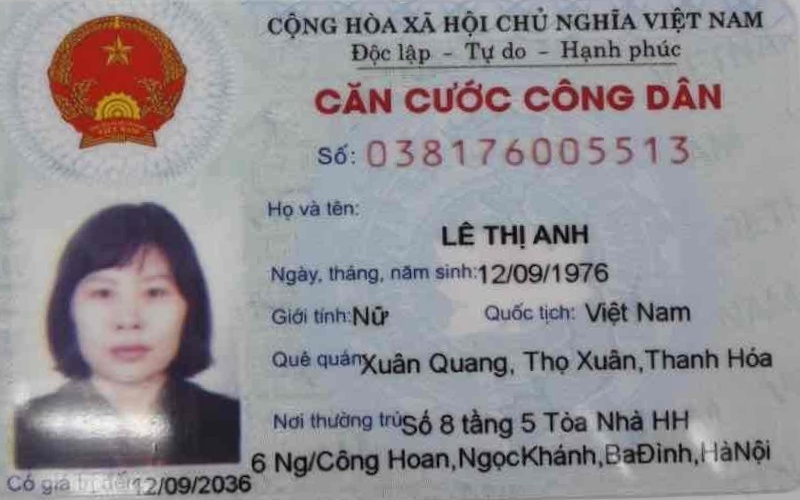 CỘNG HÒA XÃ HỘI CHỦ NGHĨA VIỆT NAM
Độc lập - Tự do - Hạnh phúc
CĂN CƯỚC CÔNG DÂN
Số: 038176005513
Họ và tên:
LÊ THỊ ANH
Ngày, tháng, năm sinh:12/09/1976
Giới tính:Nữ Quốc tịch: Việt Nam
Quê quán Xuân Quang, Thọ Xuân,Thanh Hóa
Nơi thường trú Số 8 tầng 5 Tòa Nhà HH
6 Ng/Công Hoan,NgọcKhánh,BaĐình,HàNội
Có giá 12/09/2036